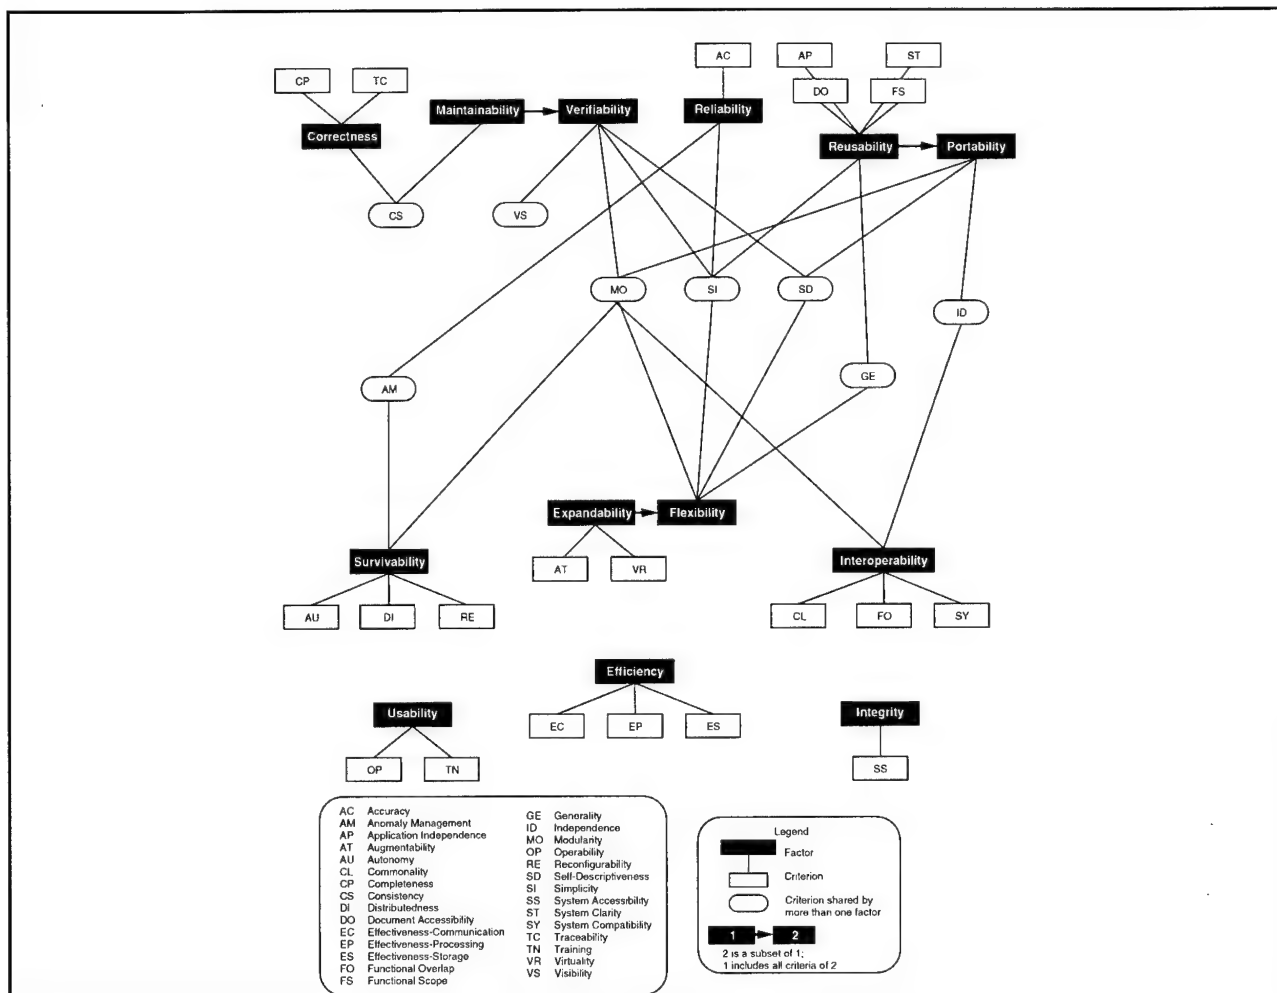 AC
AP
ST
CP
TC
DO
FS
Maintainability
Verifiability
Reliability
Correctness
Reusability
Portability
CS
VS
MO
SI
SD
ID
GE
AM
Expandability
Flexibility
Survivability
AT
VR
Interoperability
AU
DI
RE
CL
FO
SY
Efficiency
Usability
EC
EP
ES
Integrity
OP
TN
SS
AC Accuracy
AM Anomaly Management
AP Application Independence
AT Augmentability
AU Autonomy
CL Commonality
CP Completeness
CS Consistency
DI Distributedness
DO Document Accessibility
EC Effectiveness-Communication
EP Effectiveness-Processing
ES Effectiveness-Storage
FO Functional Overlap
FS Functional Scope
GE Generality
ID Independence
MO Modularity
OP Operability
RE Reconfigurability
SD Self-Descriptiveness
SI Simplicity
SS System Accessibility
ST System Clarity
SY System Compatibility
TC Traceability
TN Training
VR Virtuality
VS Visibility
Legend
Factor
Criterion
Criterion shared by
more than one factor
1
2
2 is a subset of 1;
1 includes all criteria of 2